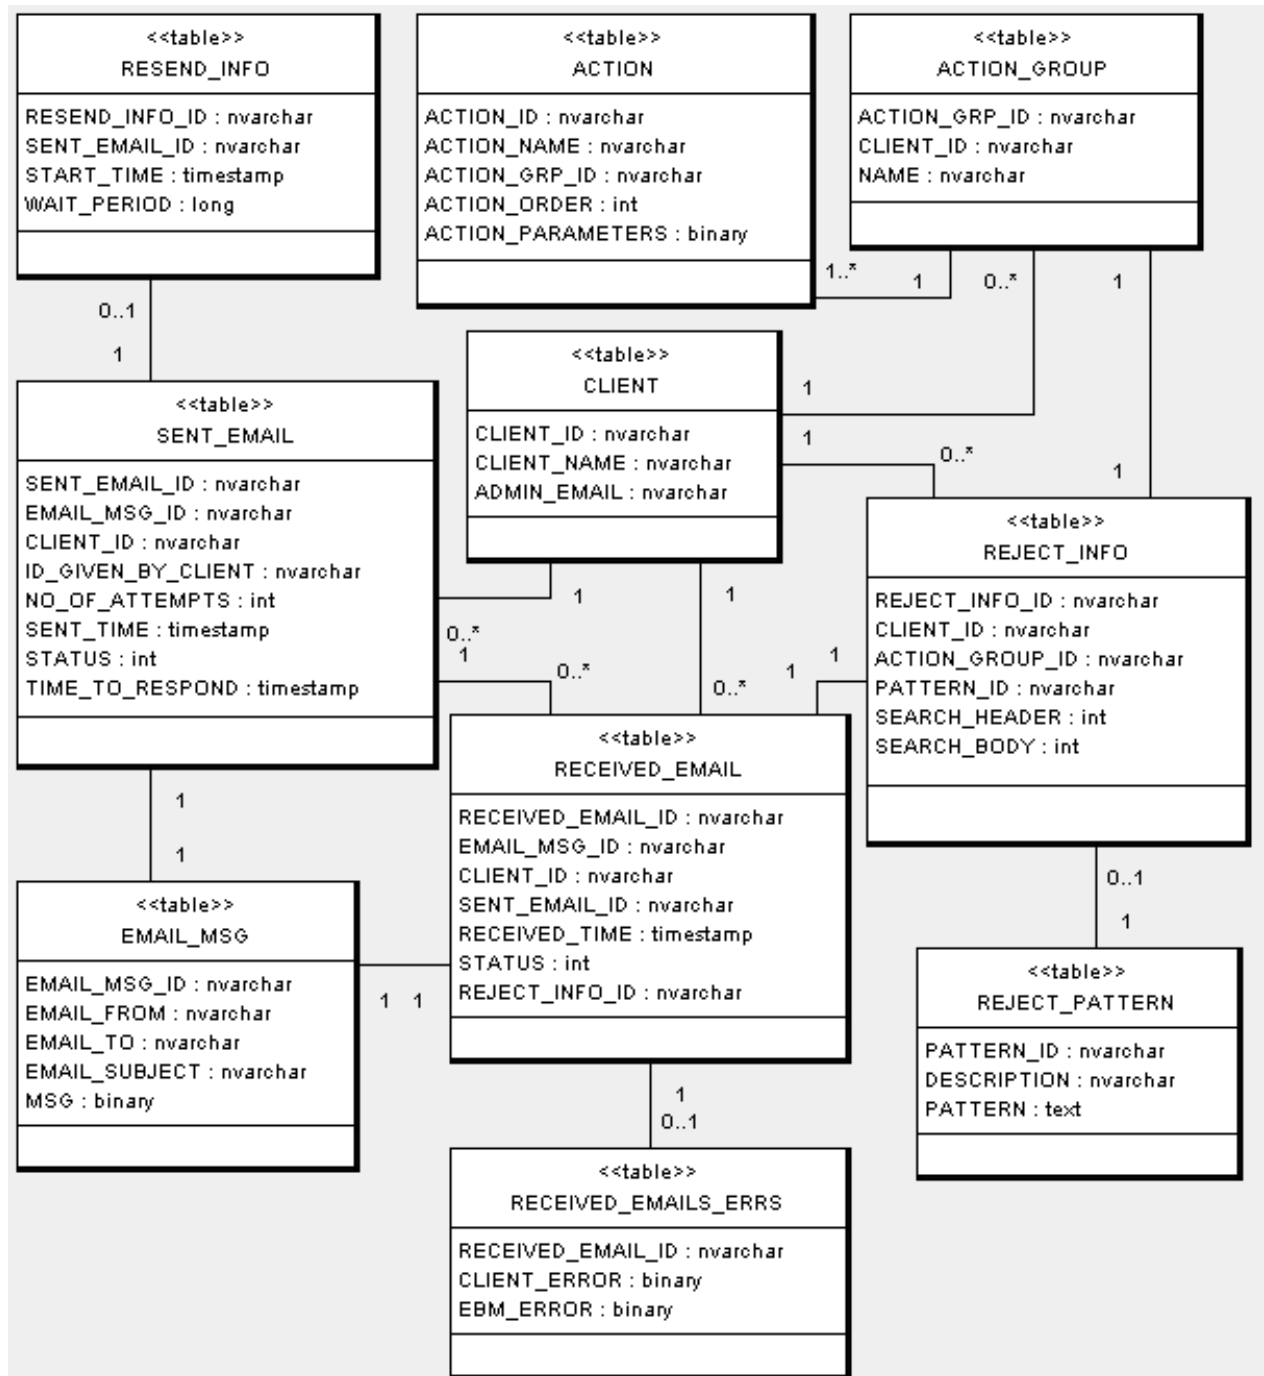 <<table>>
RESEND_INFO
RESEND_INFO_ID : nvarchar
SENT_EMAIL_ID : nvarchar
START_TIME : timestamp
WAIT_PERIOD : long
<<table>>
ACTION
ACTION_ID : nvarchar
ACTION_NAME : nvarchar
ACTION_GRP_ID : nvarchar
ACTION_ORDER : int
ACTION_PARAMETERS : binary
<<table>>
ACTION_GROUP
ACTION_GRP_ID : nvarchar
CLIENT_ID : nvarchar
NAME : nvarchar
1..*
1
0..*
1
0..1
1
<<table>>
CLIENT
CLIENT_ID : nvarchar
CLIENT_NAME : nvarchar
ADMIN_EMAIL : nvarchar
1
1
0..*
1
<<table>>
SENT_EMAIL
SENT_EMAIL_ID : nvarchar
EMAIL_MSG_ID : nvarchar
CLIENT_ID : nvarchar
ID_GIVEN_BY_CLIENT : nvarchar
NO_OF_ATTEMPTS : int
SENT_TIME : timestamp
STATUS : int
TIME_TO_RESPOND : timestamp
<<table>>
REJECT_INFO
REJECT_INFO_ID : nvarchar
CLIENT_ID : nvarchar
ACTION_GROUP_ID : nvarchar
PATTERN_ID : nvarchar
SEARCH_HEADER : int
SEARCH_BODY : int
1
1
0..*
1
0..*
0..*
1
1
<<table>>
RECEIVED_EMAIL
RECEIVED_EMAIL_ID : nvarchar
EMAIL_MSG_ID : nvarchar
CLIENT_ID : nvarchar
SENT_EMAIL_ID : nvarchar
RECEIVED_TIME : timestamp
STATUS : int
REJECT_INFO_ID : nvarchar
1
1
<<table>>
EMAIL_MSG
EMAIL_MSG_ID : nvarchar
EMAIL_FROM : nvarchar
EMAIL_TO : nvarchar
EMAIL_SUBJECT : nvarchar
MSG : binary
1 1
0..1
1
<<table>>
REJECT_PATTERN
PATTERN_ID : nvarchar
DESCRIPTION : nvarchar
PATTERN : text
1
0..1
<<table>>
RECEIVED_EMAILS_ERRS
RECEIVED_EMAIL_ID : nvarchar
CLIENT_ERROR : binary
EBM_ERROR : binary